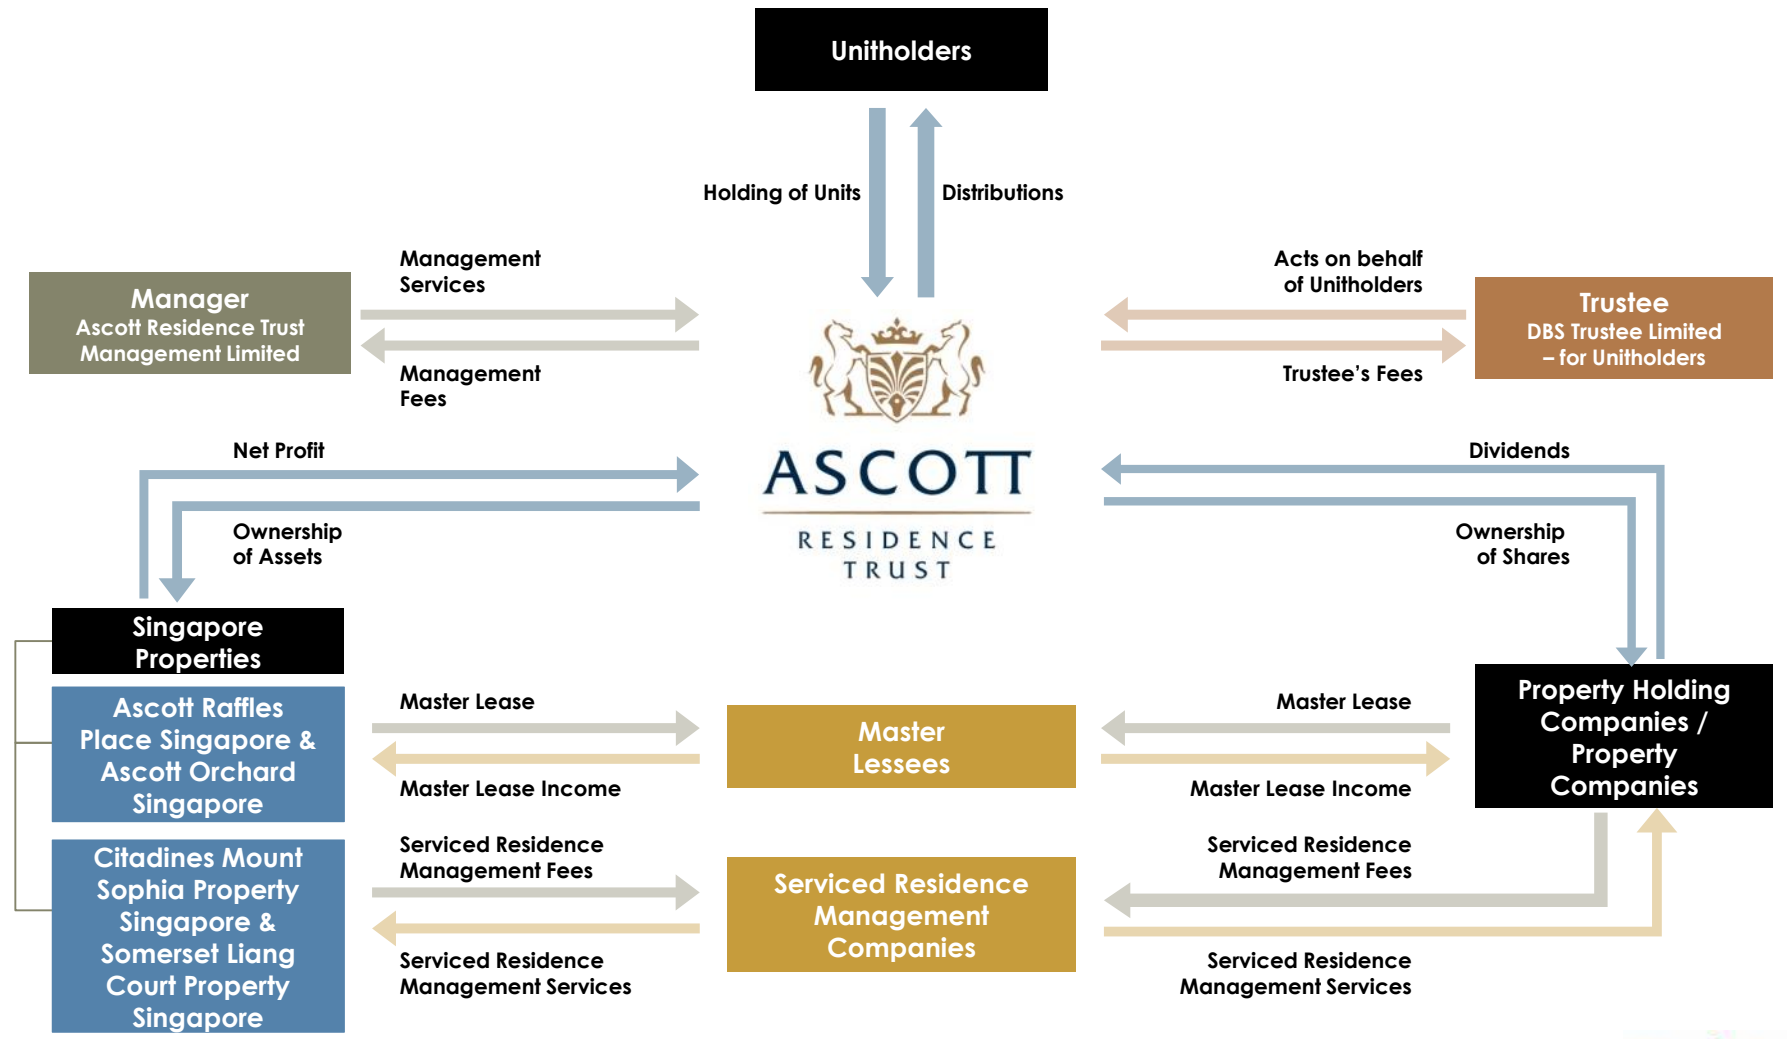 Unitholders
Holding of Units
Distributions
Management
Services
Acts on behalf
of Unitholders
Manager
Ascott Residence Trust
Management Limited
Trustee
DBS Trustee Limited
– for Unitholders
Management
Fees
Trustee’s Fees
Net Profit
Dividends
ASCOTT
RESIDENCE
TRUST
Ownership
of Assets
Ownership
of Shares
Singapore
Properties
Ascott Raffles
Place Singapore &
Ascott Orchard
Singapore
Master Lease
Master Lease Income
Master
Lessees
Master Lease
Master Lease Income
Property Holding
Companies /
Property
Companies
Citadines Mount
Sophia Property
Singapore &
Somerset Liang
Court Property
Singapore
Serviced Residence
Management Fees
Serviced Residence
Management Services
Serviced Residence
Management
Companies
Serviced Residence
Management Fees
Serviced Residence
Management Services